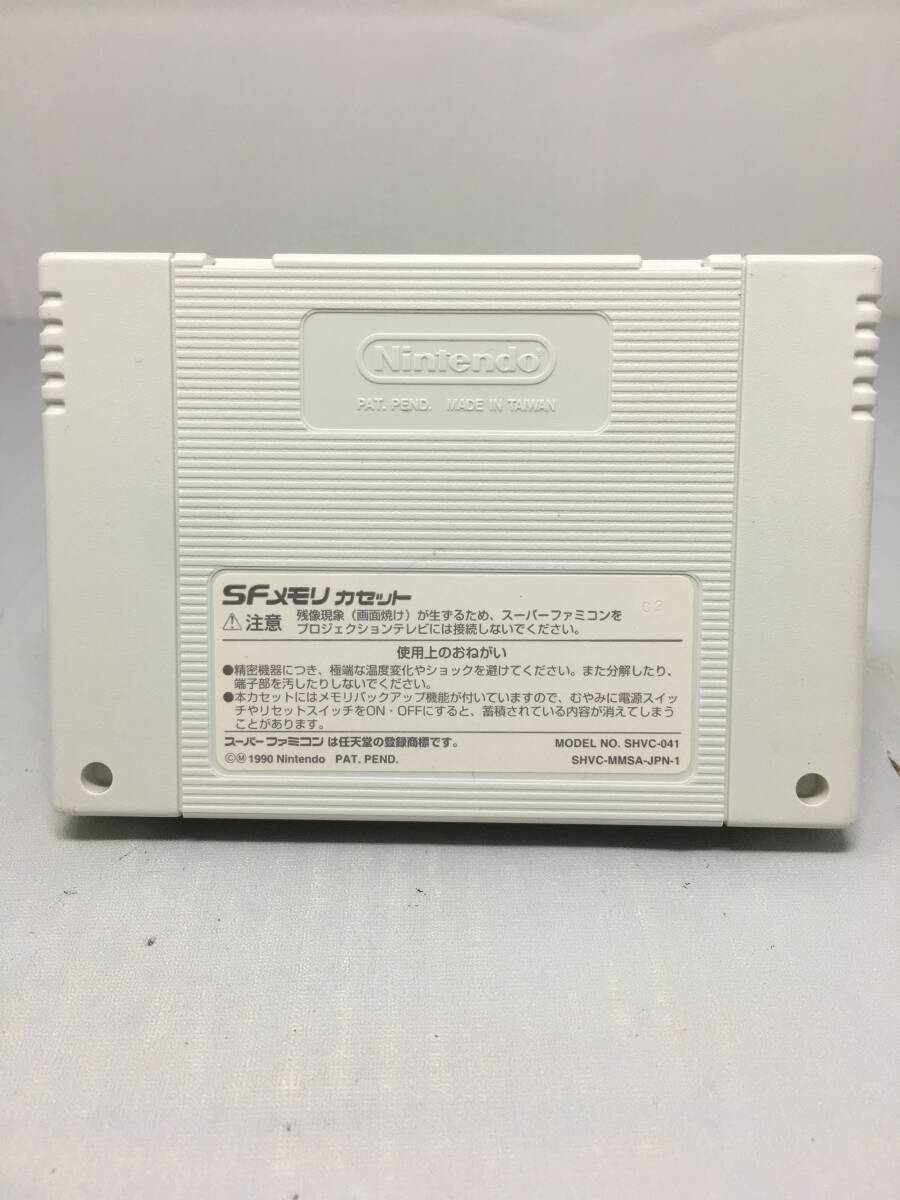 Nintendo®
PAT. PEND. MADE IN TAIWAN
SFメモリ カセット
C2
⚠注意 残像現象（画面焼け）が生ずるため、スーパーファミコンを
プロジェクションテレビには接続しないでください。
使用上のおねがい
●精密機器につき、極端な温度変化やショックを避けてください。また分解したり、
端子部を汚したりしないでください。
●本カセットにはメモリバックアップ機能が付いていますので、むやみに電源スイッ
チやリセットスイッチをON・OFFにすると、蓄積されている内容が消えてしまう
ことがあります。
スーパーファミコンは任天堂の登録商標です。 MODEL NO. SHVC-041
©Ⓜ1990 Nintendo PAT. PEND. SHVC-MMSA-JPN-1